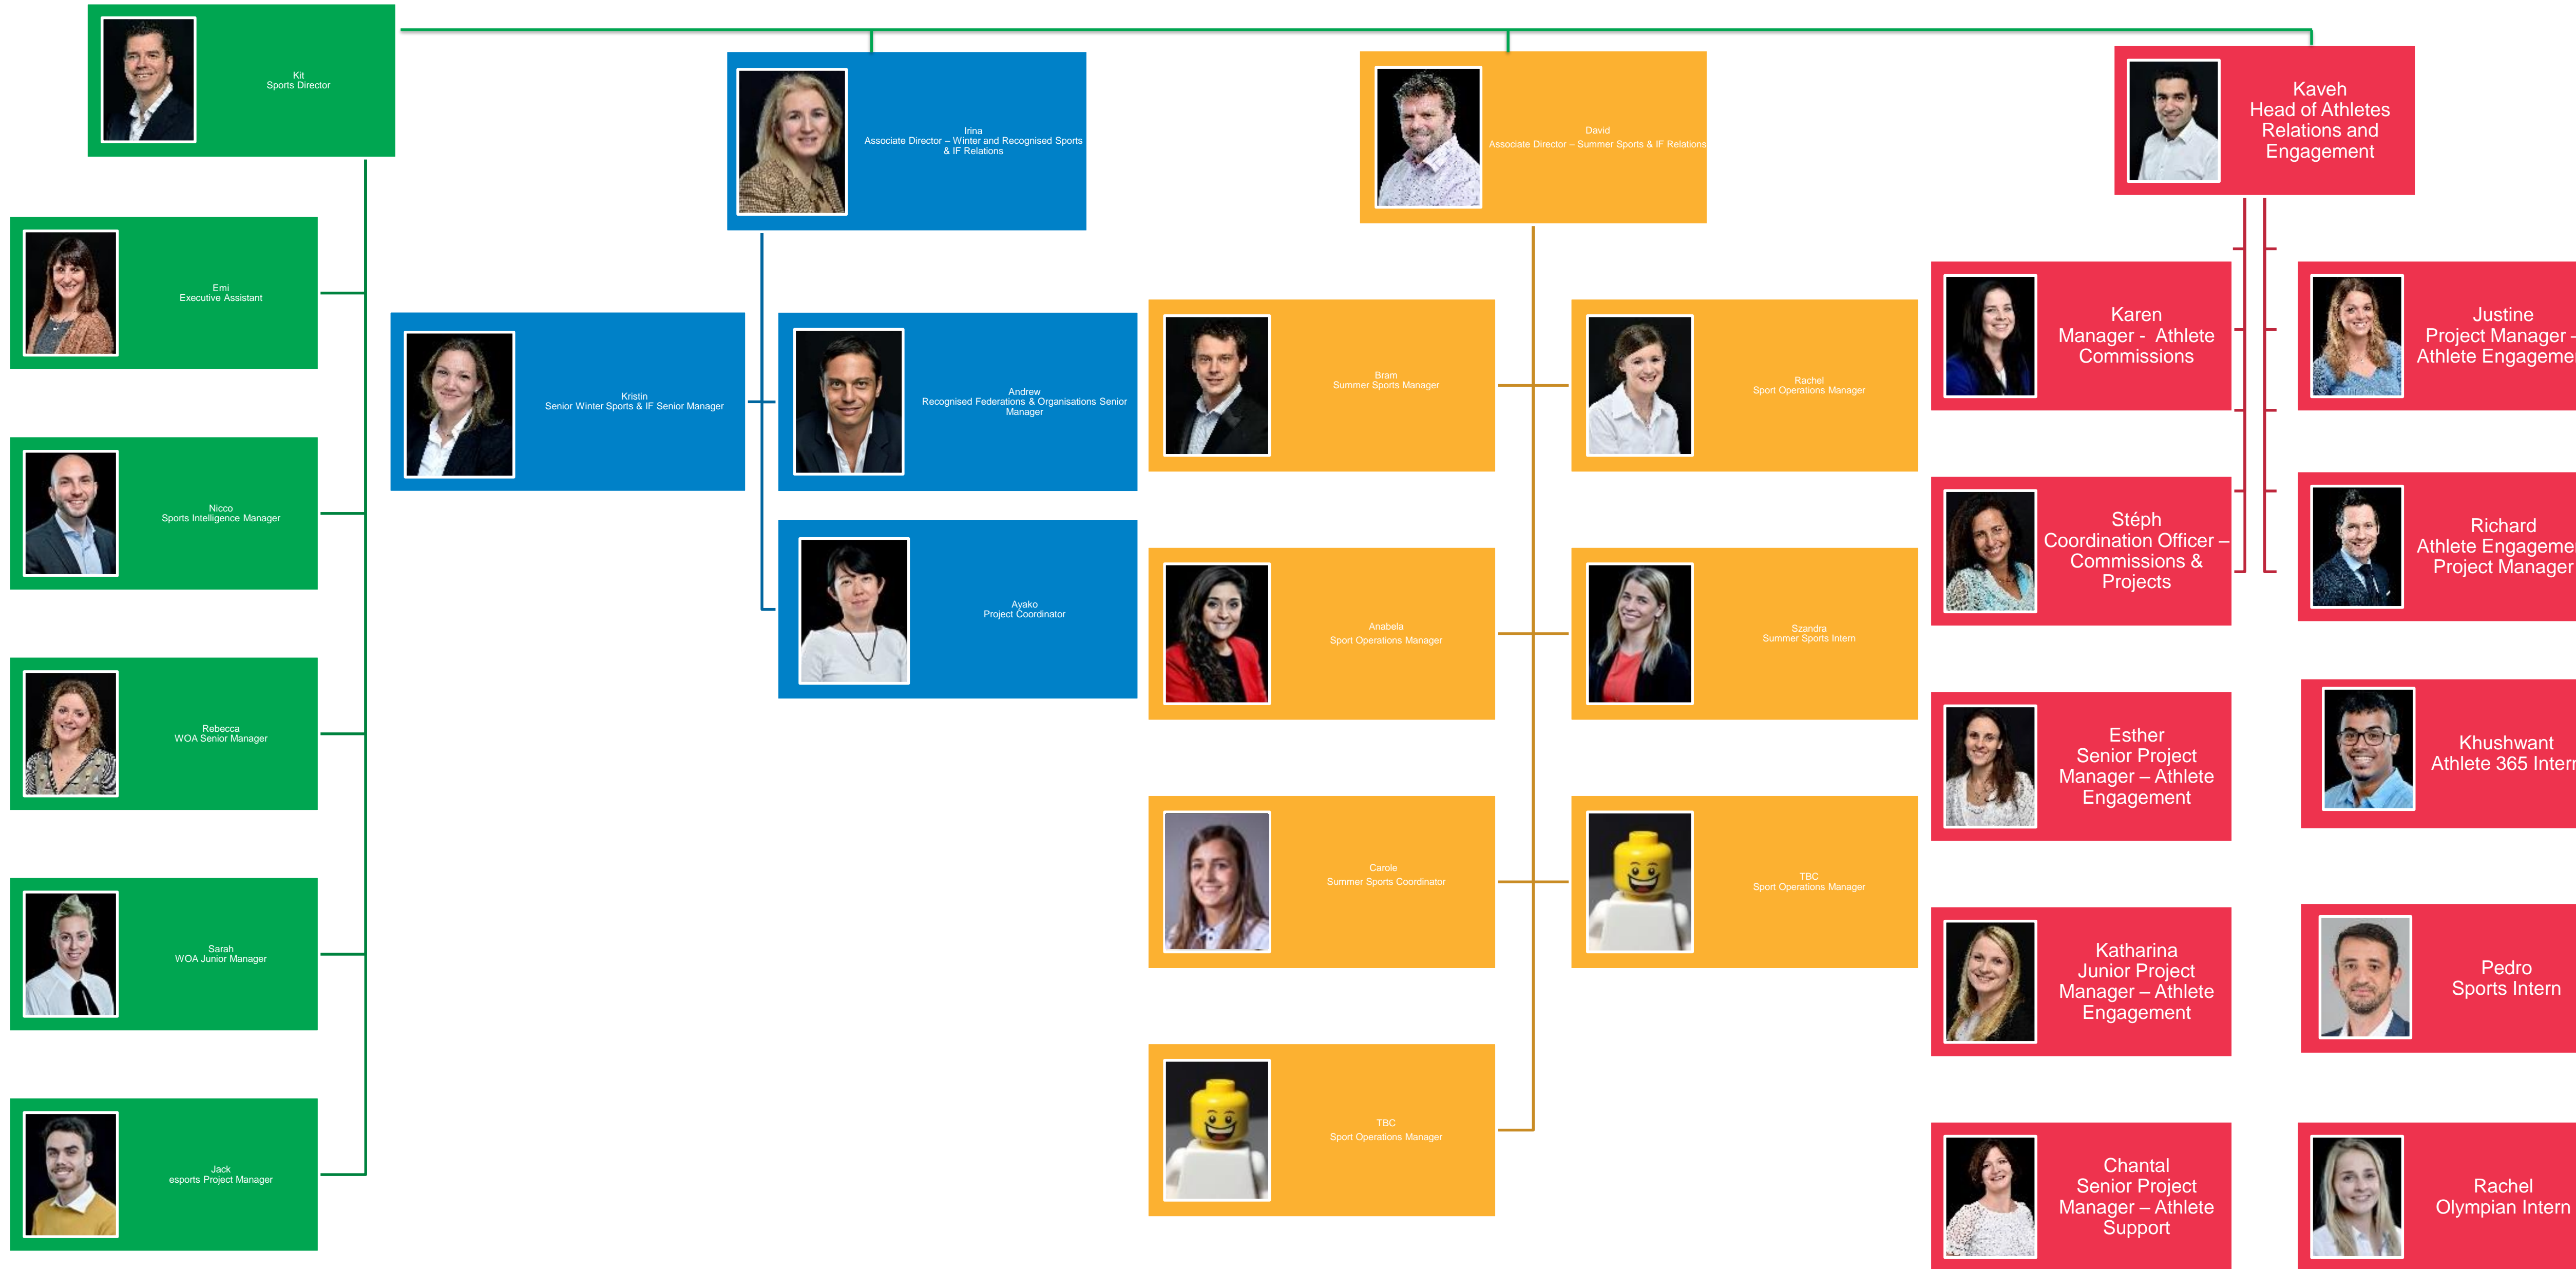 Kit
Sports Director
Irina
Associate Director – Winter and Recognised Sports
& IF Relations
David
Associate Director – Summer Sports & IF Relations
Kaveh
Head of Athletes
Relations and
Engagement
Emi
Executive Assistant
Nicco
Sports Intelligence Manager
Rebecca
WOA Senior Manager
Sarah
WOA Junior Manager
Jack
esports Project Manager
Kristin
Senior Winter Sports & IF Senior Manager
Andrew
Recognised Federations & Organisations Senior
Manager
Ayako
Project Coordinator
Bram
Summer Sports Manager
Rachel
Sport Operations Manager
Anabela
Sport Operations Manager
Szandra
Summer Sports Intern
Carole
Summer Sports Coordinator
TBC
Sport Operations Manager
TBC
Sport Operations Manager
Karen
Manager - Athlete
Commissions
Justine
Project Manager –
Athlete
Stéph
Coordination Officer –
Commissions &
Projects
Richard
Athlete
Project Manager
Esther
Senior Project
Manager – Athlete
Engagement
Khushwant
Athlete 365
Katharina
Junior Project
Manager – Athlete
Engagement
Pedro
Sports Intern
Chantal
Senior Project
Manager – Athlete
Support
Rachel
Olympian Intern